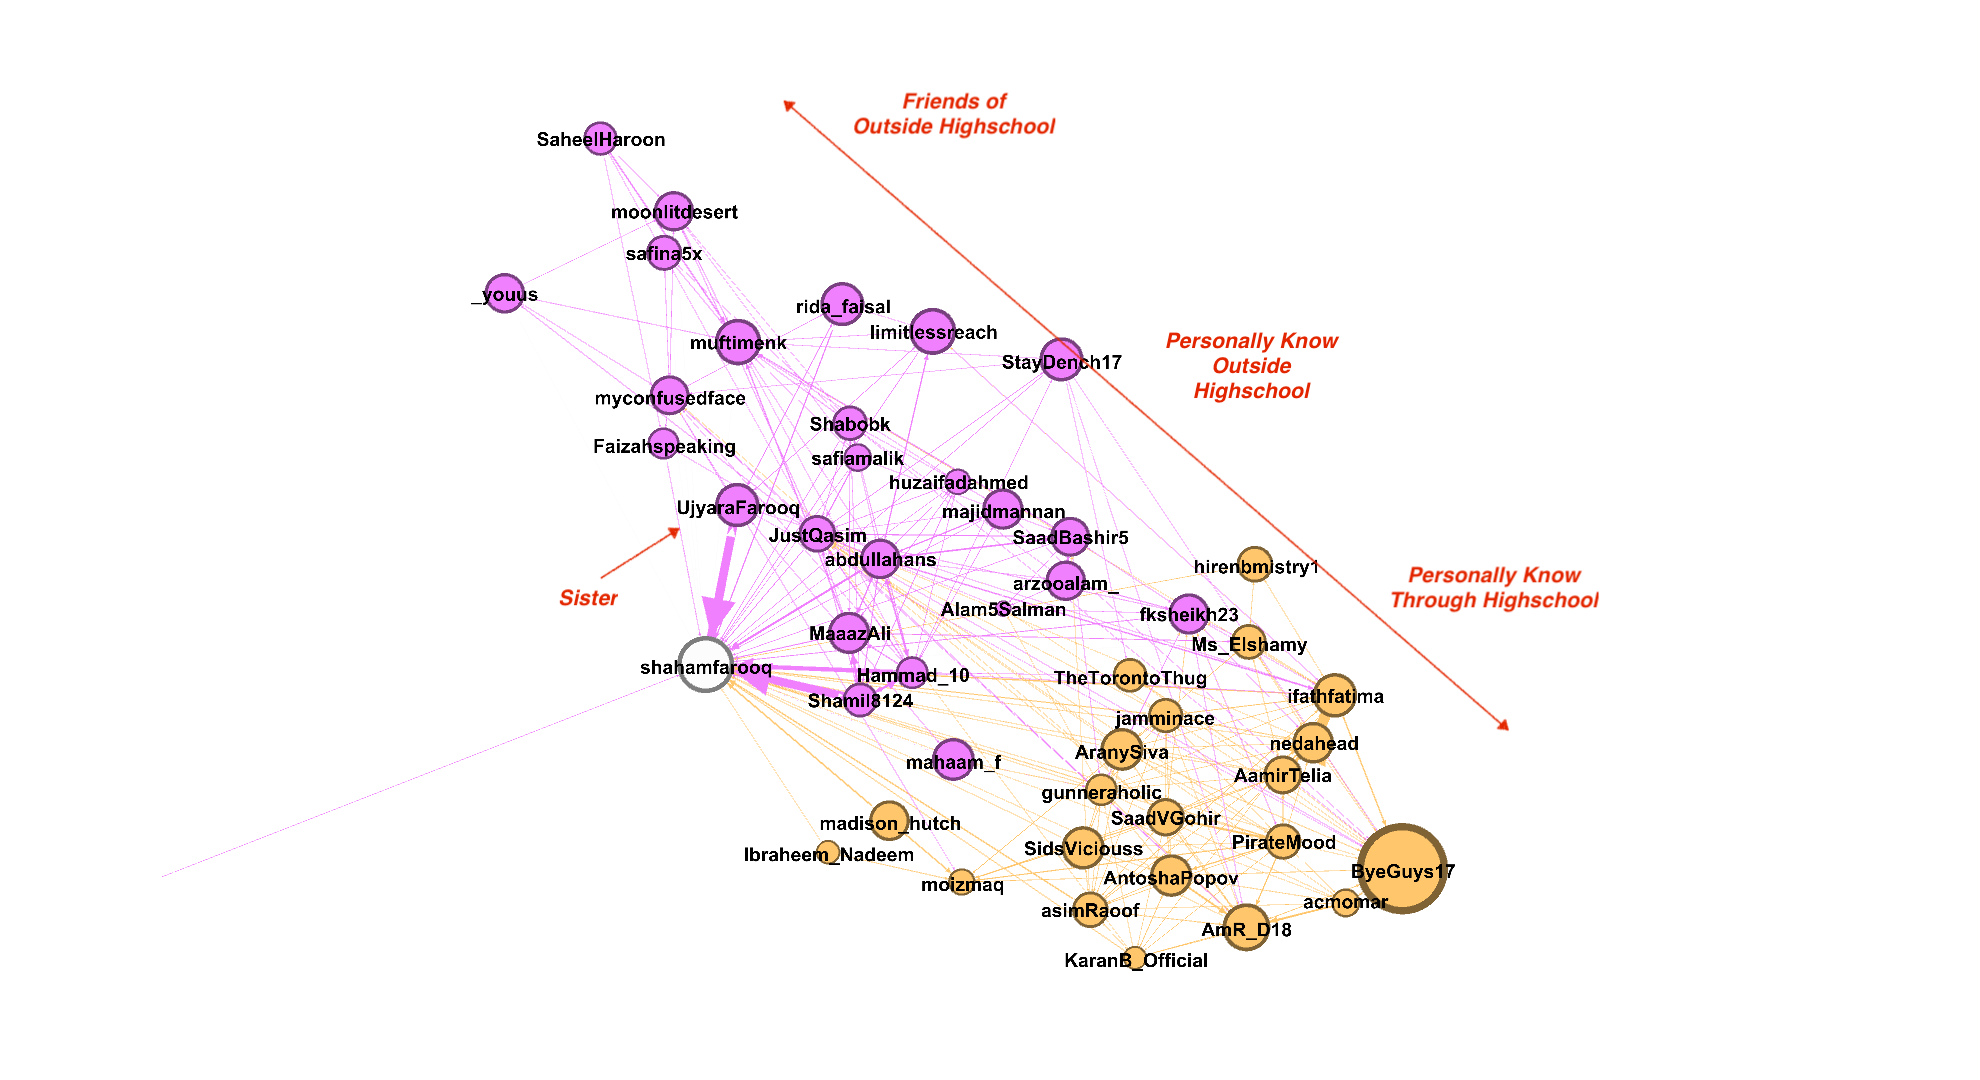 Friends of
Outside Highschool
SaheelHaroon
moonlitdesert
safina5x
_youus
rida_faisal
limitlessreach
muftimenk
StayDench17
Personally Know
Outside
Highschool
myconfusedface
Shabobk
Faizahspeaking
safiamalik
huzaifadahmed
UjyaraFarooq
majidmannan
JustQasim
SaadBashir5
abdullahans
hirenbmistry1
Personally Know
Through Highschool
arzooalam_
Sister
Alam5Salman
fksheikh23
MaaazAli
Ms_Elshamy
shahamfarooq
Hammad_10
TheTorontoThug
Shamil8124
ifathfatima
jamminace
nedahead
AranySiva
mahaam_f
AamirTelia
gunneraholic
SaadVGohir
madison_hutch
PirateMood
SidsViciouss
Ibraheem_Nadeem
ByeGuys17
AntoshaPopov
moizmaq
acmomar
asimRaoof
AmR_D18
KaranB_Official